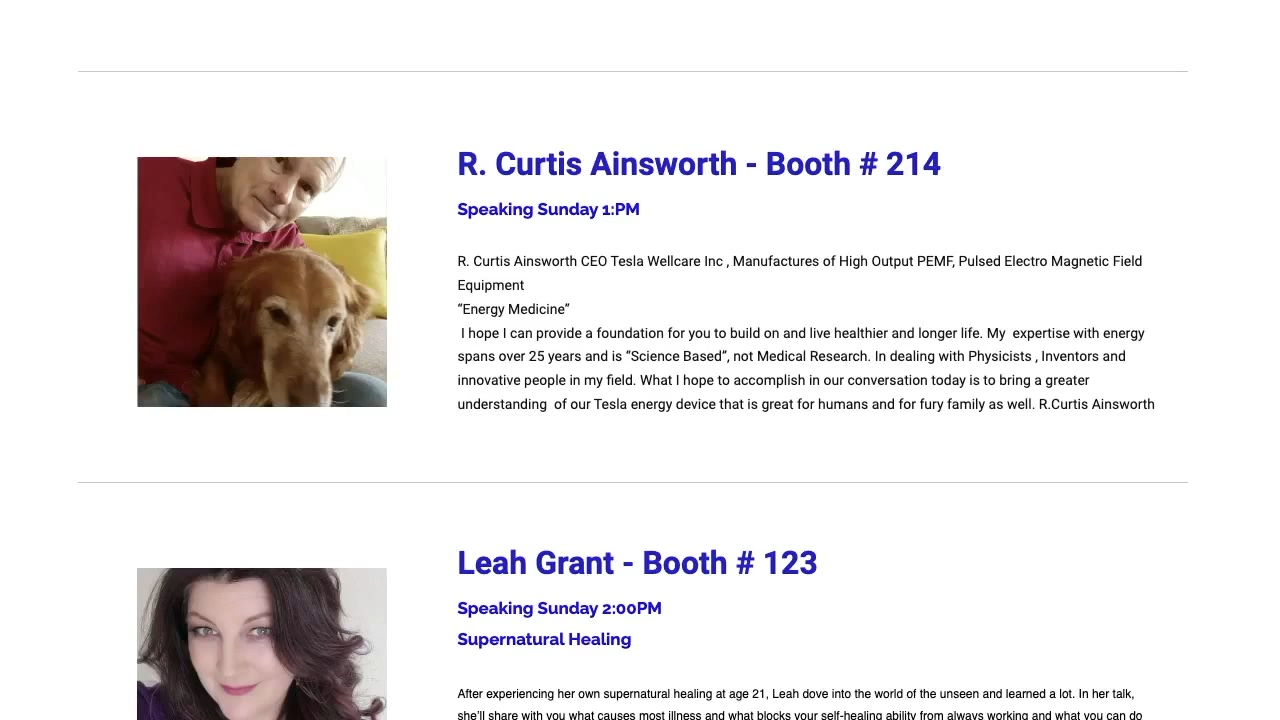 R. Curtis Ainsworth - Booth # 214
Speaking Sunday 1:PM
R. Curtis Ainsworth CEO Tesla Wellcare Inc , Manufactures of High Output PEMF, Pulsed Electro Magnetic Field
Equipment
“Energy Medicine”
I hope I can provide a foundation for you to build on and live healthier and longer life. My  expertise with energy
spans over 25 years and is “Science Based”, not Medical Research. In dealing with Physicists , Inventors and
innovative people in my field. What I hope to accomplish in our conversation today is to bring a greater
understanding  of our Tesla energy device that is great for humans and for fury family as well. R.Curtis Ainsworth
Leah Grant - Booth # 123
Speaking Sunday 2:00PM
Supernatural Healing
After experiencing her own supernatural healing at age 21, Leah dove into the world of the unseen and learned a lot. In her talk,
she’ll share with you what causes most illness and what blocks your self-healing ability from always working and what you can do